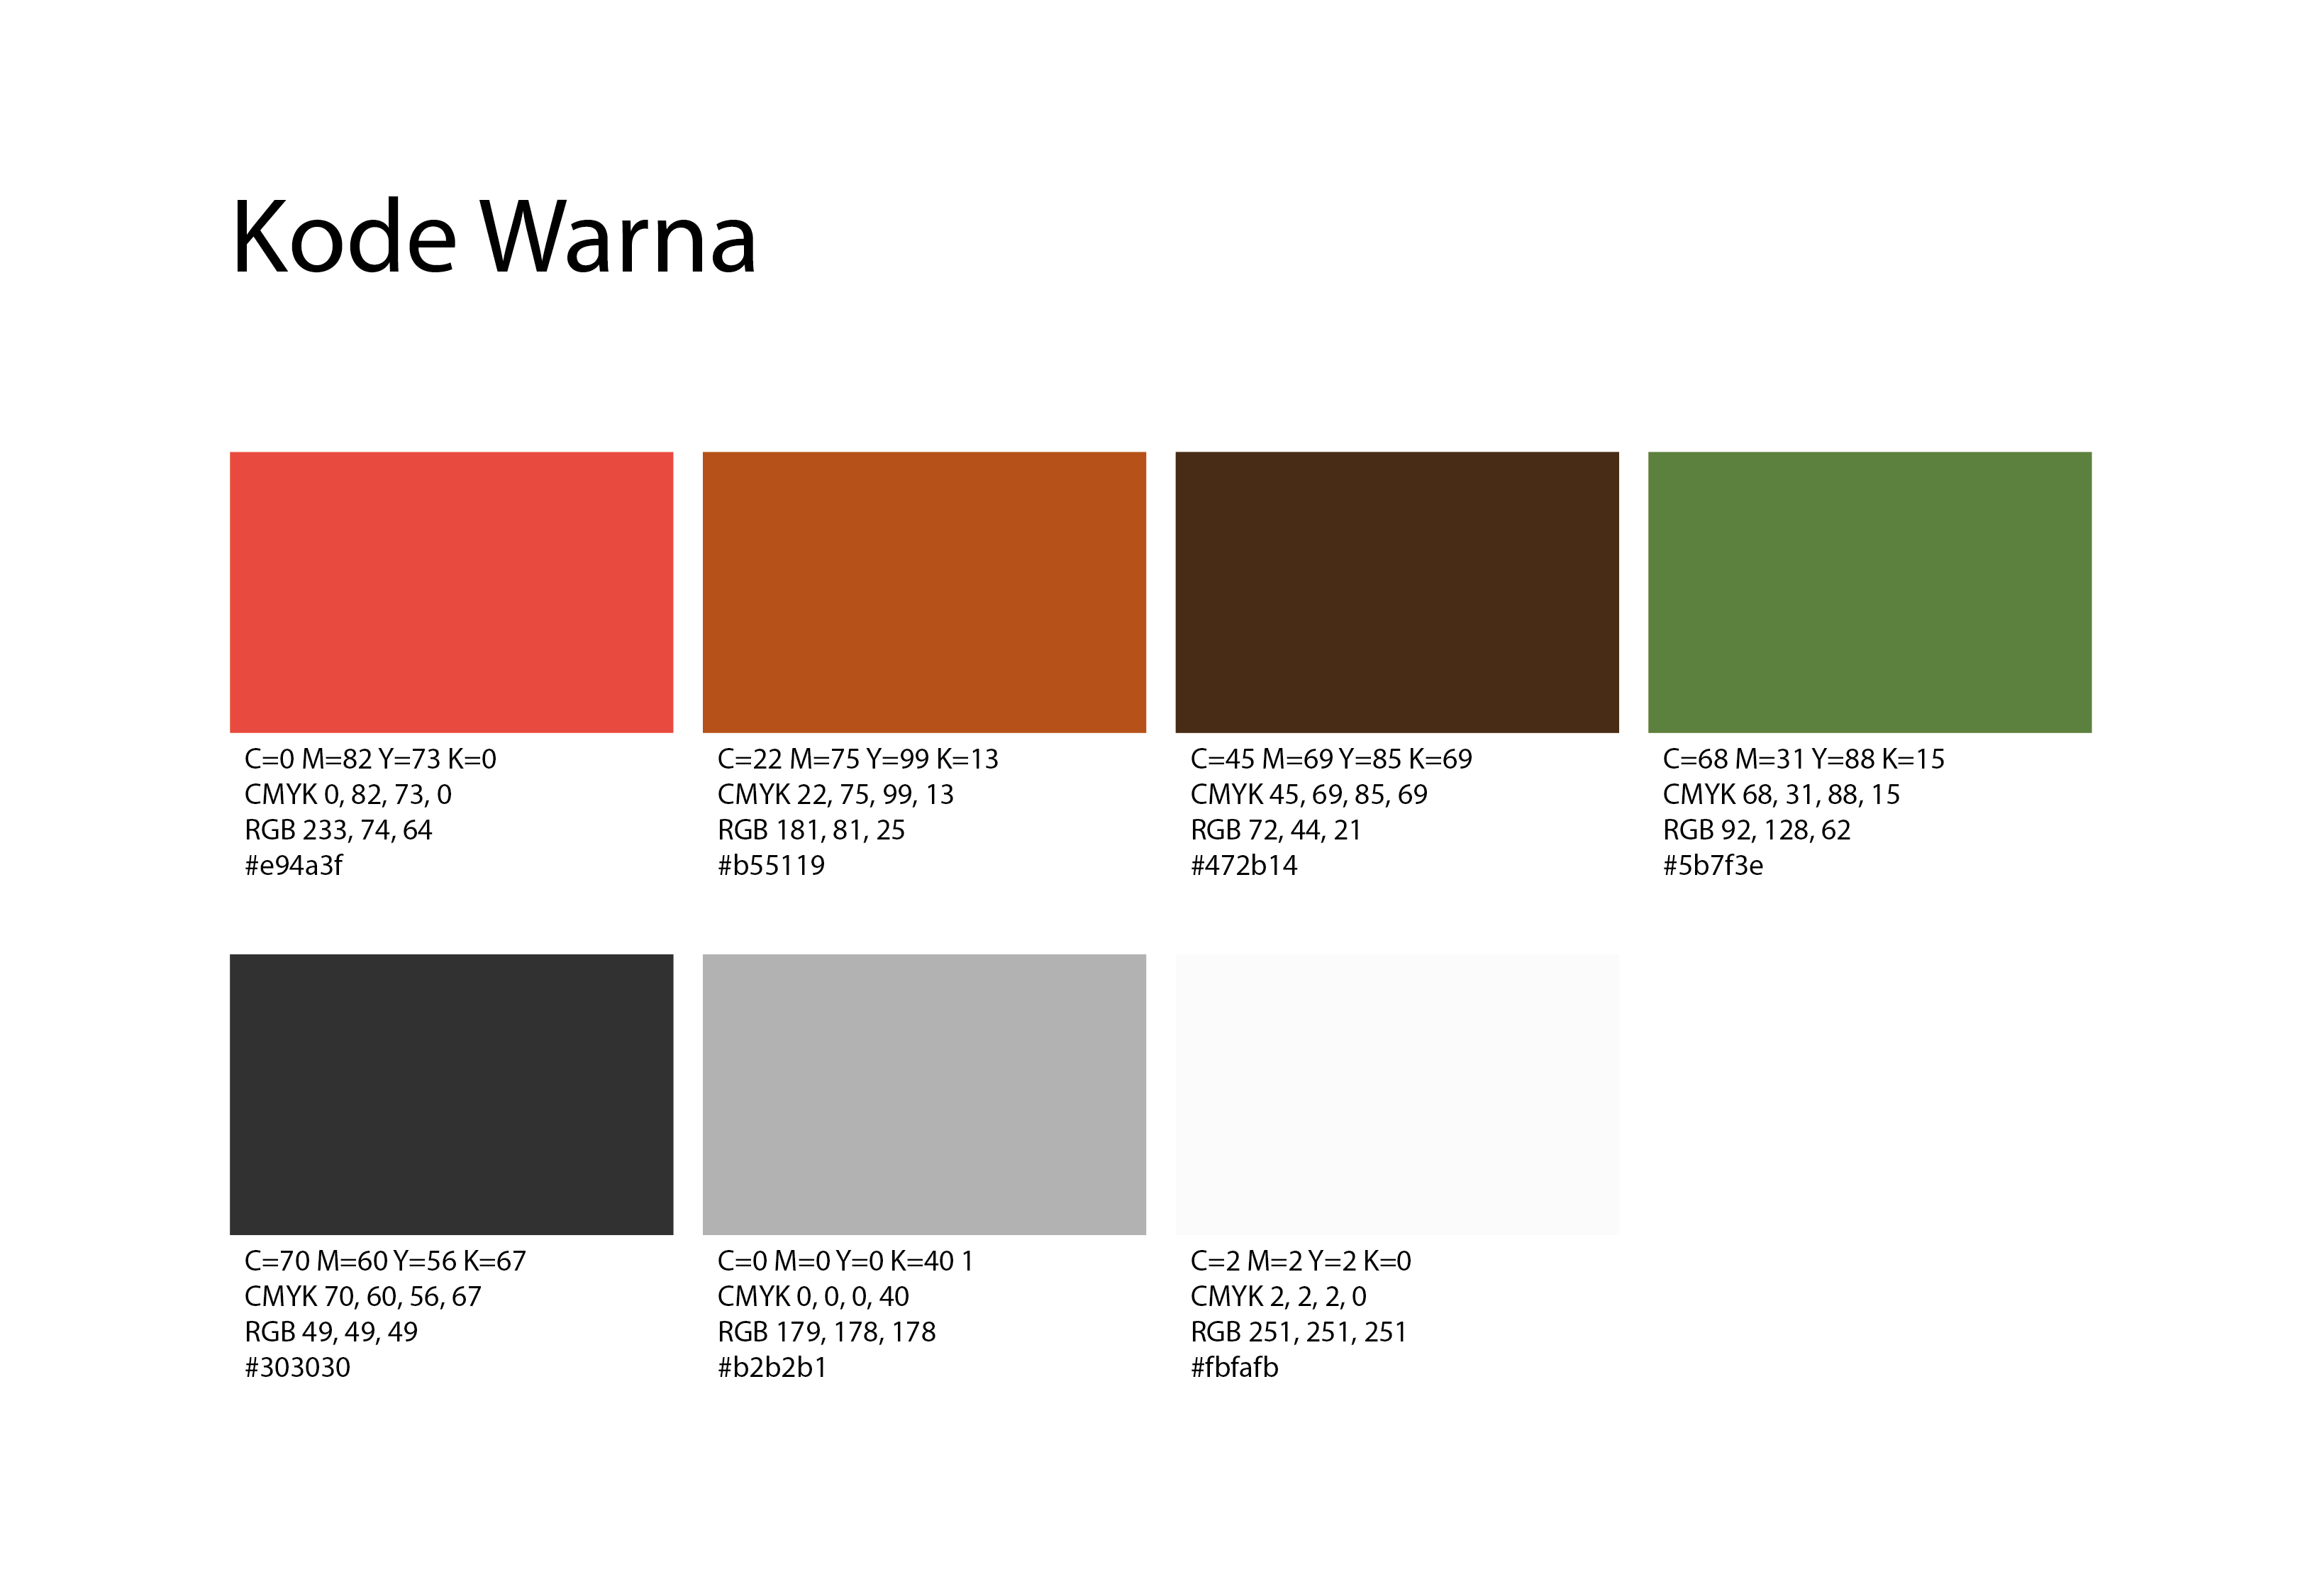 Kode Warna
C=0 M=82 Y=73 K=0
CMYK 0, 82, 73, 0
RGB 233, 74, 64
#e94a3f
C=22 M=75 Y=99 K=13
CMYK 22, 75, 99, 13
RGB 181, 81, 25
#b55119
C=45 M=69 Y=85 K=69
CMYK 45, 69, 85, 69
RGB 72, 44, 21
#472b14
C=68 M=31 Y=88 K=15
CMYK 68, 31, 88, 15
RGB 92, 128, 62
#5b7f3e
C=70 M=60 Y=56 K=67
CMYK 70, 60, 56, 67
RGB 49, 49, 49
#303030
C=0 M=0 Y=0 K=40 1
CMYK 0, 0, 0, 40
RGB 179, 178, 178
#b2b2b1
C=2 M=2 Y=2 K=0
CMYK 2, 2, 2, 0
RGB 251, 251, 251
#fbfafb